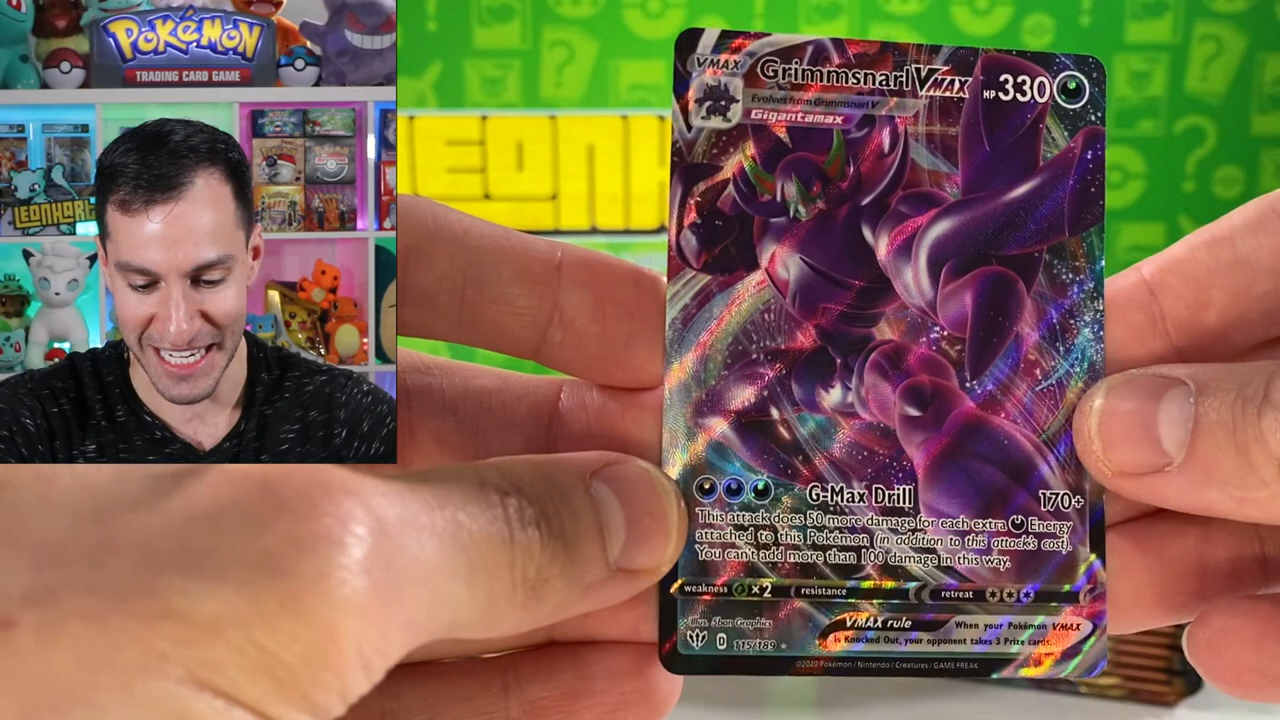 POKÉMON
TRADING CARD GAME
LEONHART
LEONHA
VMAX
Grimmsnarl VMAX HP 330
Evolves from Grimmsnarl V
Gigantamax
G-Max Drill 170+
This attack does 50 more damage for each extra Energy
attached to this Pokémon (in addition to this attack's cost).
You can't add more than 100 damage in this way.
weakness ×2 resistance retreat
Illus. 5ban Graphics
D 115/189
VMAX rule When your Pokémon VMAX
is Knocked Out, your opponent takes 3 Prize cards.
©2020 Pokémon / Nintendo / Creatures / GAME FREAK